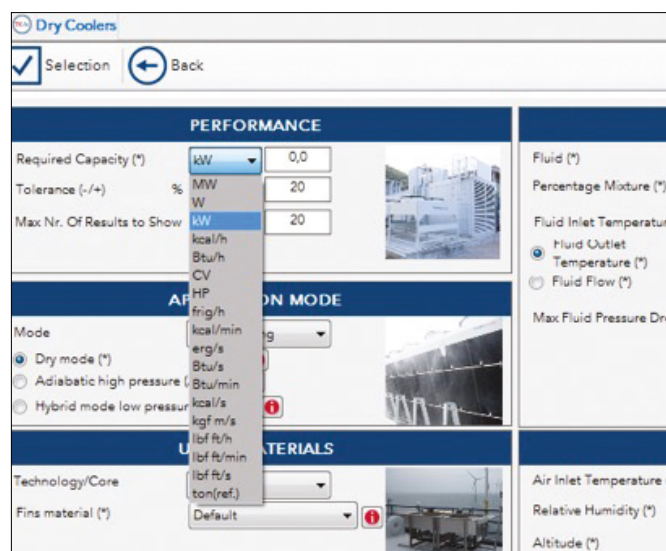 Dry Coolers
Selection Back
PERFORMANCE
Required Capacity (*) kW 0,0
Tolerance (-/+) % 20
Max Nr. Of Results to Show 20
MW
W
kW
kcal/h
Btu/h
CV
HP
frig/h
kcal/min
erg/s
Btu/s
Btu/min
kcal/s
kgf m/s
lbf ft/h
lbf ft/min
lbf ft/s
ton(ref.)
AP ON MODE
Mode g
Dry mode (*)
Adiabatic high pressure (
Hybrid mode low pressur
U ATERIALS
Technology/Core
Fins material (*) Default
Fluid (*)
Percentage Mixture (*)
Fluid Inlet Temperatur
Fluid Outlet
Temperature (*)
Fluid Flow (*)
Max Fluid Pressure Dr
Air Inlet Temperature
Relative Humidity (*)
Altitude (*)